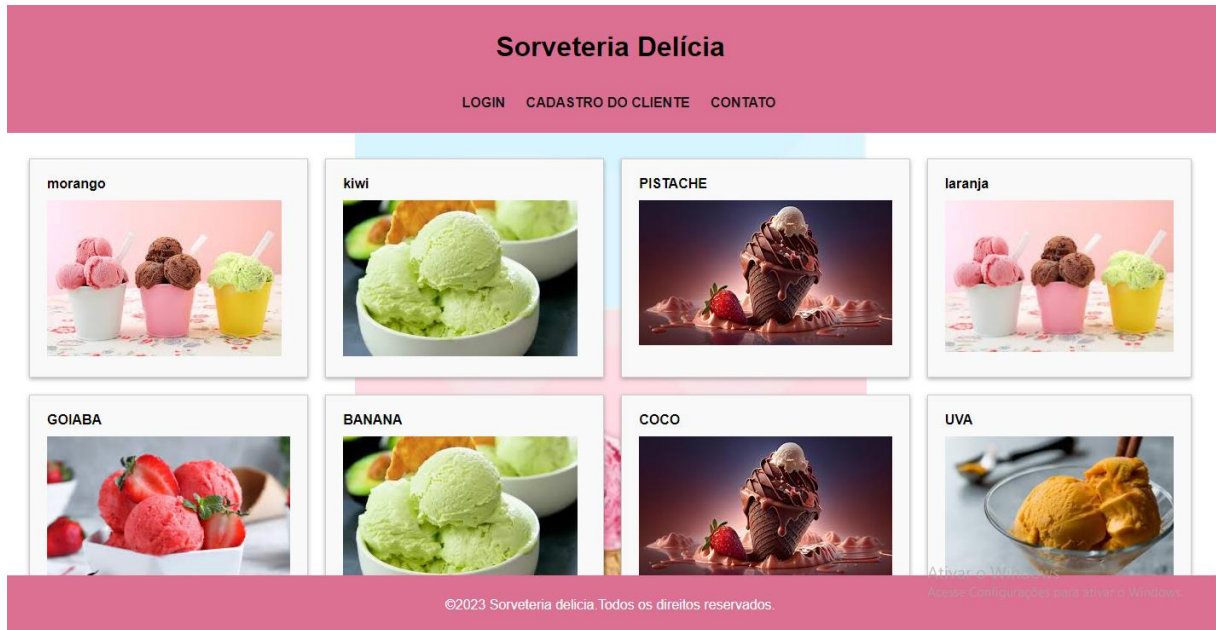 Sorveteria Delícia
LOGIN CADASTRO DO CLIENTE CONTATO
morango kiwi PISTACHE laranja
GOIABA BANANA COCO UVA
Ativar o Windows
Acesse Configurações para ativar o Windows.
©2023 Sorveteria delicia.Todos os direitos reservados.